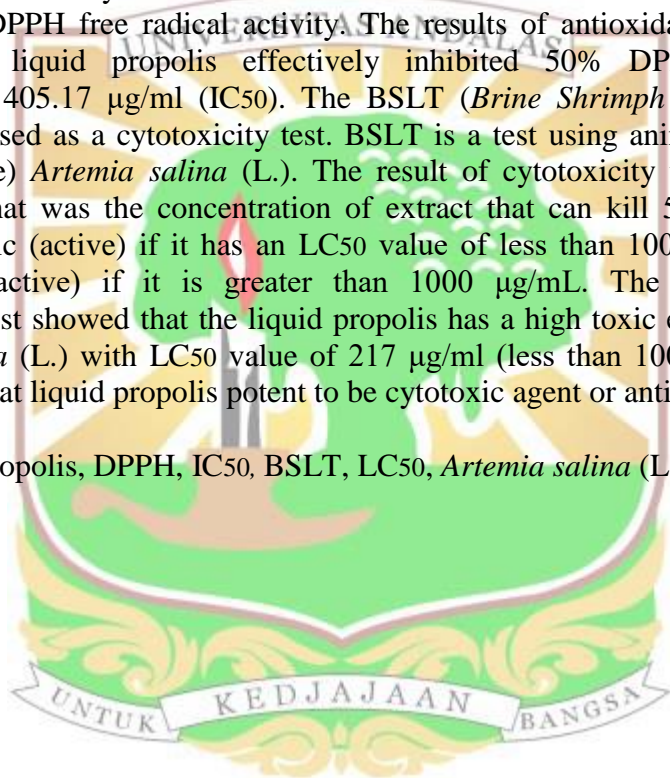 DPPH free radical activity. The results of antioxida
UNIVERSITAS ANDALAS
liquid propolis effectively inhibited 50% DP
405.17 μg/ml (IC50). The BSLT (Brine Shrimph
sed as a cytotoxicity test. BSLT is a test using ani
e) Artemia salina (L.). The result of cytotoxicity
hat was the concentration of extract that can kill 5
ic (active) if it has an LC50 value of less than 100
active) if it is greater than 1000 μg/mL. The
st showed that the liquid propolis has a high toxic e
a (L.) with LC50 value of 217 μg/ml (less than 100
at liquid propolis potent to be cytotoxic agent or anti
opolis, DPPH, IC50, BSLT, LC50, Artemia salina (L
UNTUK KEDJAJAAN BANGSA